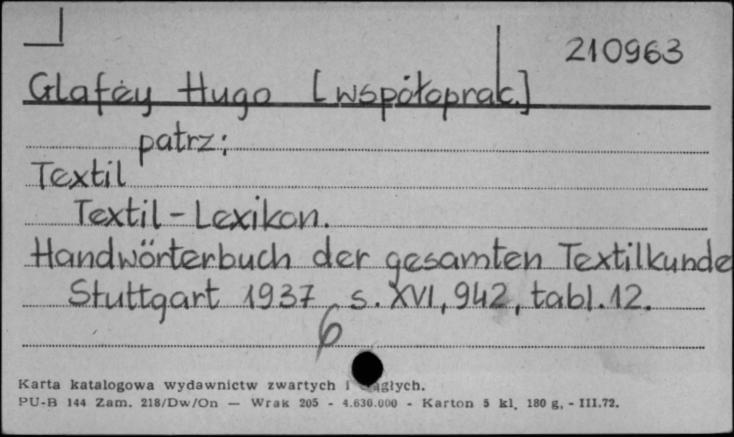 210963
Glafey Hugo [współoprac.]
patrz:
Textil
Textil-Lexikon.
Handwörterbuch der gesamten Textilkunde
Stuttgart 1937 s. XVI, 942, tabl. 12.
6
Karta katalogowa wydawnictw zwartych i
PU-B 144 Zam. 218/Dw/On — Wrak 205 - 4.630.000 - Karton 5 kl. 180 g. - III.72.